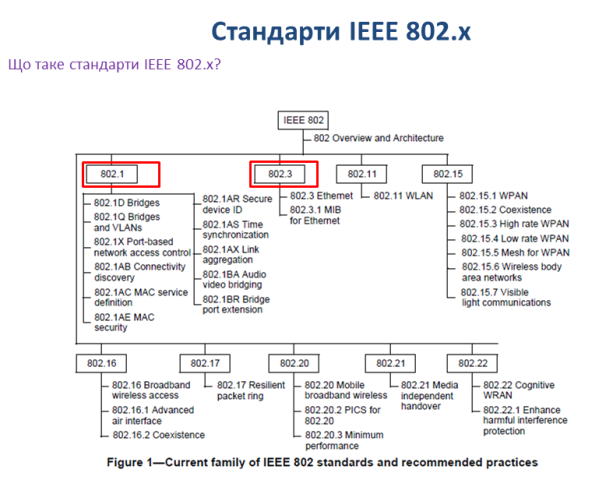 Стандарти IEEE 802.x
Що таке стандарти IEEE 802.x?
IEEE 802
802 Overview and Architecture
802.1
802.3
802.11
802.15
802.1D Bridges
802.1Q Bridges
and VLANs
802.1X Port-based
network access control
802.1AB Connectivity
discovery
802.1AC MAC service
definition
802.1AE MAC
security
802.1AR Secure
device ID
802.1AS Time
synchronization
802.1AX Link
aggregation
802.1BA Audio
video bridging
802.1BR Bridge
port extension
802.3 Ethernet
802.3.1 MIB
for Ethernet
802.11 WLAN
802.15.1 WPAN
802.15.2 Coexistence
802.15.3 High rate WPAN
802.15.4 Low rate WPAN
802.15.5 Mesh for WPAN
802.15.6 Wireless body
area networks
802.15.7 Visible
light communications
802.16
802.17
802.20
802.21
802.22
802.16 Broadband
wireless access
802.16.1 Advanced
air interface
802.16.2 Coexistence
802.17 Resilient
packet ring
802.20 Mobile
broadband wireless
802.20.2 PICS for
802.20
802.20.3 Minimum
performance
802.21 Media
independent
handover
802.22 Cognitive
WRAN
802.22.1 Enhance
harmful interference
protection
Figure 1—Current family of IEEE 802 standards and recommended practices